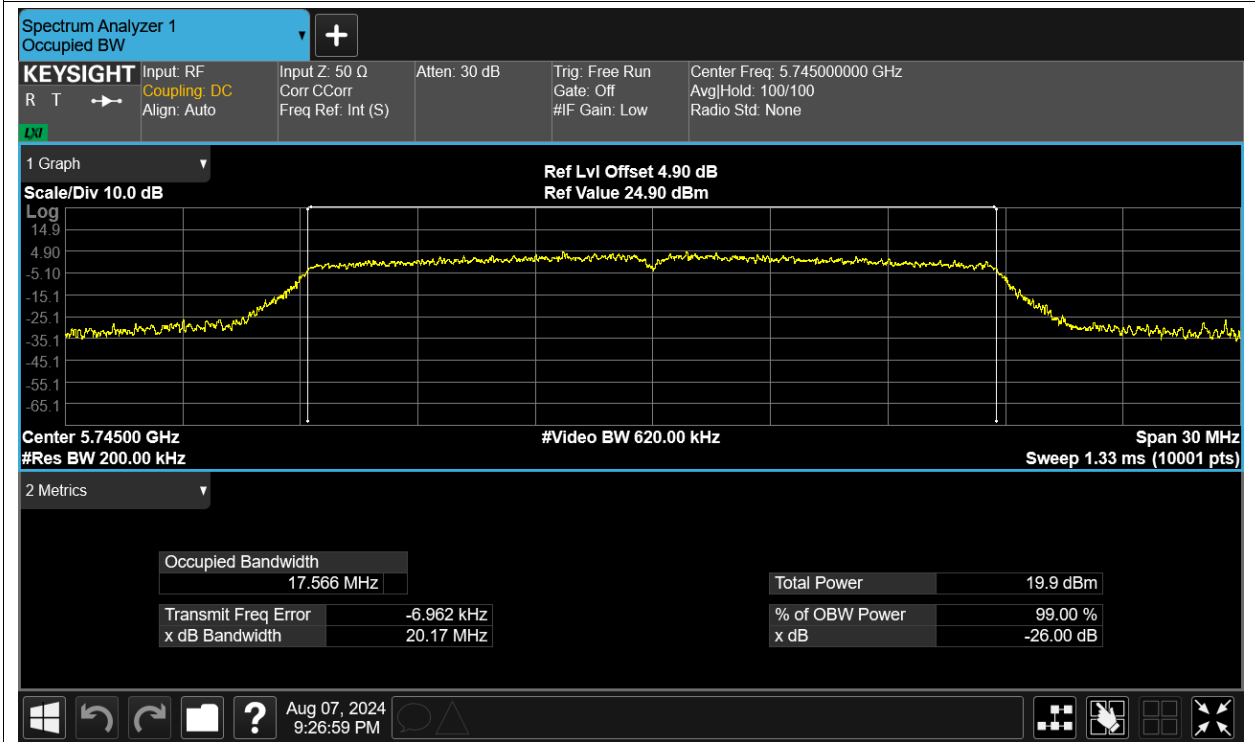 Spectrum Analyzer 1
Occupied BW
KEYSIGHT
R T
LXI
Input: RF
Coupling: DC
Align: Auto
Input Z: 50 Ω
Corr CCorr
Freq Ref: Int (S)
Atten: 30 dB
Trig: Free Run
Gate: Off
#IF Gain: Low
Center Freq: 5.745000000 GHz
Avg|Hold: 100/100
Radio Std: None
1 Graph
Scale/Div 10.0 dB
Ref Lvl Offset 4.90 dB
Ref Value 24.90 dBm
Log
14.9
4.90
-5.10
-15.1
-25.1
-35.1
-45.1
-55.1
-65.1
Center 5.74500 GHz
#Res BW 200.00 kHz
#Video BW 620.00 kHz
Span 30 MHz
Sweep 1.33 ms (10001 pts)
2 Metrics
Occupied Bandwidth
17.566 MHz
Transmit Freq Error -6.962 kHz
x dB Bandwidth 20.17 MHz
Total Power 19.9 dBm
% of OBW Power 99.00 %
x dB -26.00 dB
?
Aug 07, 2024
9:26:59 PM